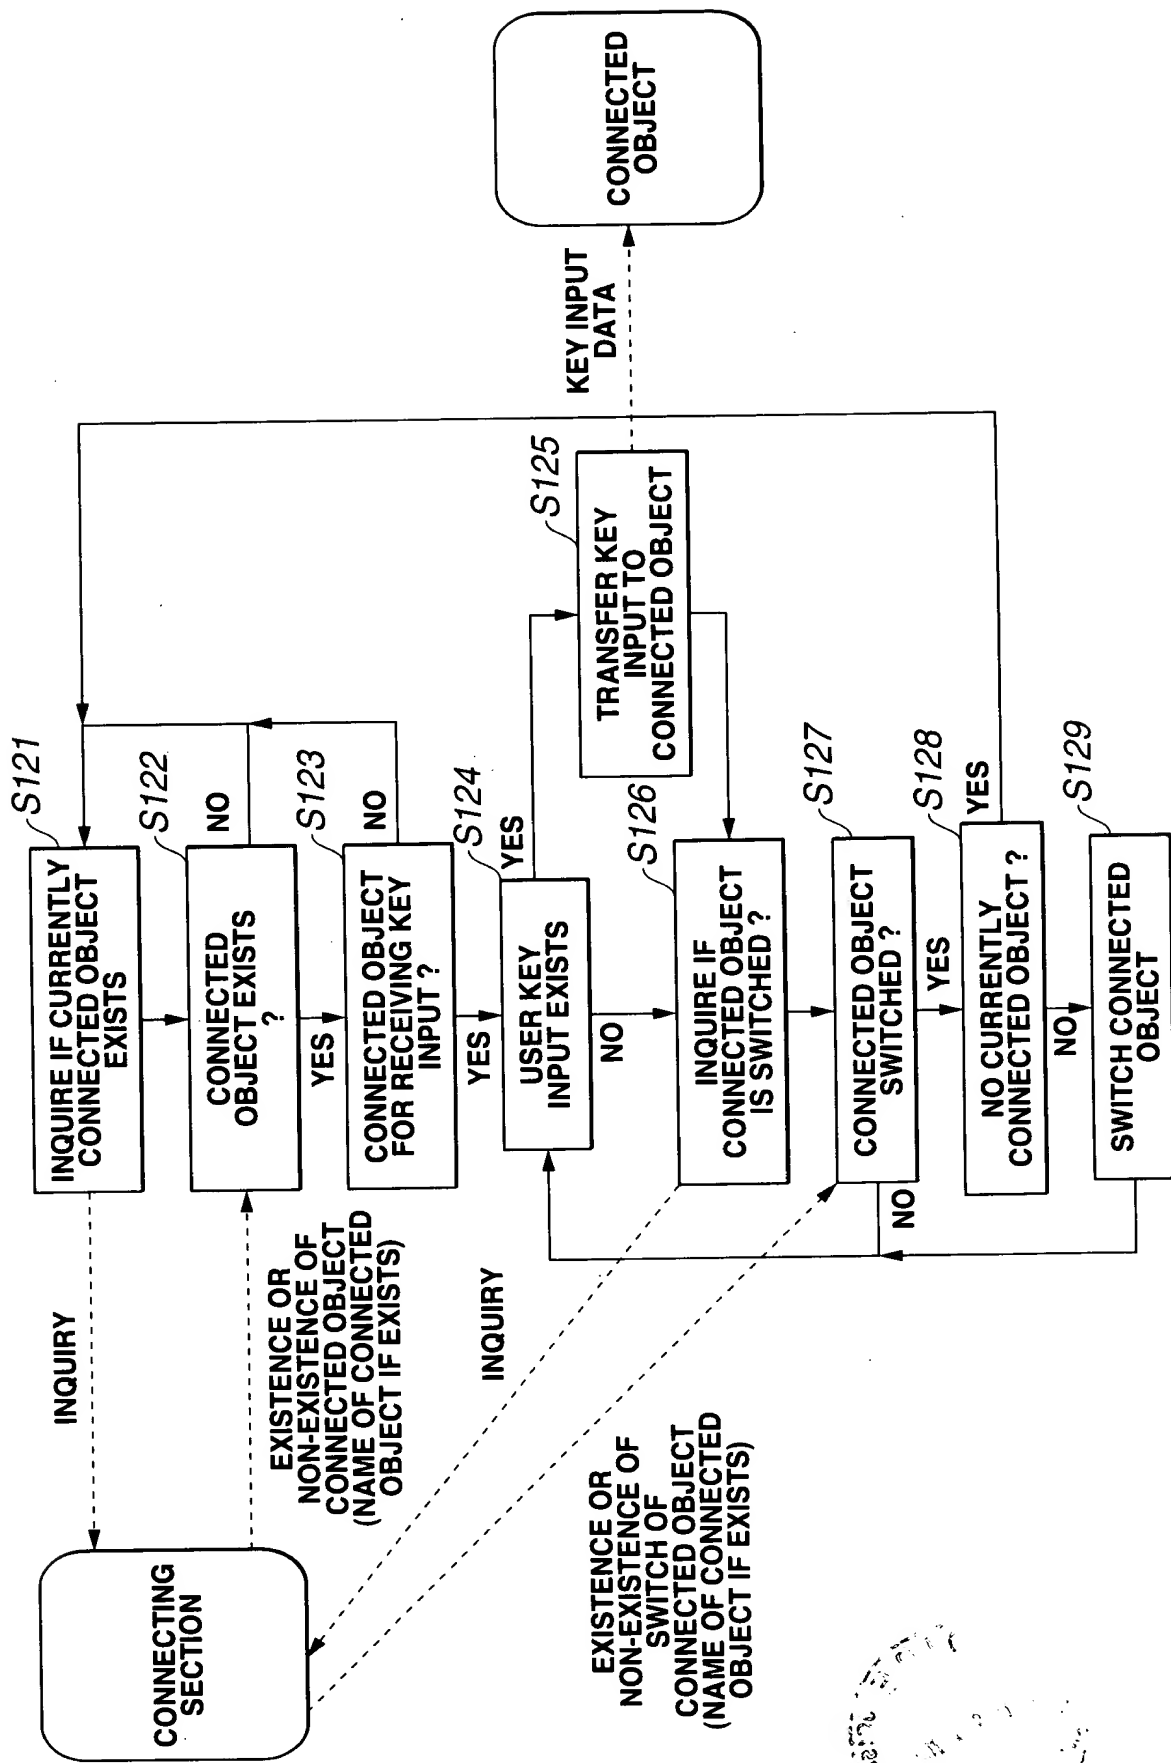 CONNECTING
SECTION
INQUIRY
EXISTENCE OR
NON-EXISTENCE OF
CONNECTED OBJECT
(NAME OF CONNECTED
OBJECT IF EXISTS)
INQUIRY
EXISTENCE OR
NON-EXISTENCE OF
SWITCH OF
CONNECTED OBJECT
(NAME OF CONNECTED
OBJECT IF EXISTS)
S121
INQUIRE IF CURRENTLY
CONNECTED OBJECT
EXISTS
S122
CONNECTED
OBJECT EXISTS
?
NO
YES
S123
CONNECTED OBJECT
FOR RECEIVING KEY
INPUT ?
NO
YES
S124
USER KEY
INPUT EXISTS
YES
NO
S125
TRANSFER KEY
INPUT TO
CONNECTED OBJECT
KEY INPUT
DATA
CONNECTED
OBJECT
S126
INQUIRE IF
CONNECTED OBJECT
IS SWITCHED ?
S127
CONNECTED OBJECT
SWITCHED ?
NO
YES
S128
NO CURRENTLY
CONNECTED OBJECT ?
YES
NO
S129
SWITCH CONNECTED
OBJECT